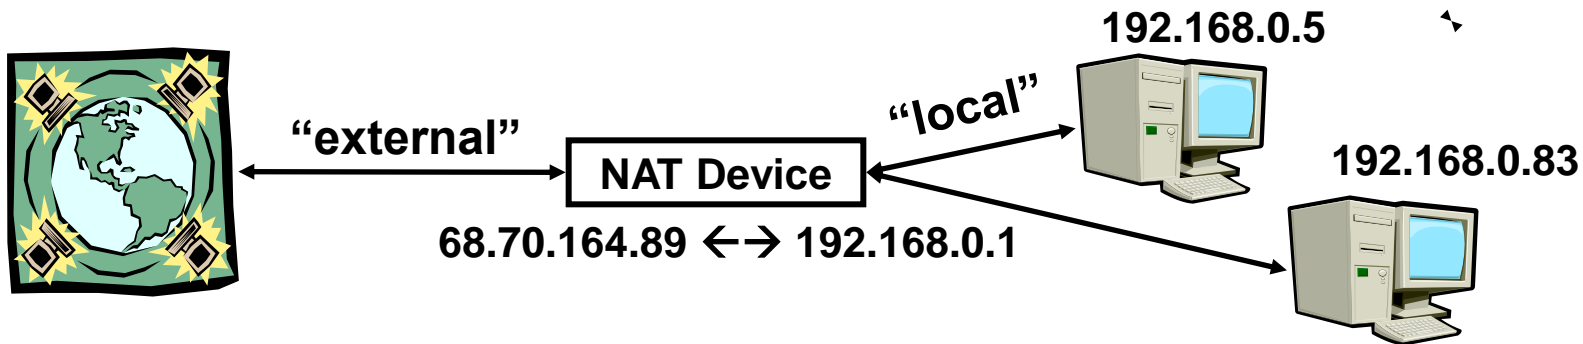 192.168.0.5
“local”
“external”
192.168.0.83
NAT Device
68.70.164.89 ←→ 192.168.0.1